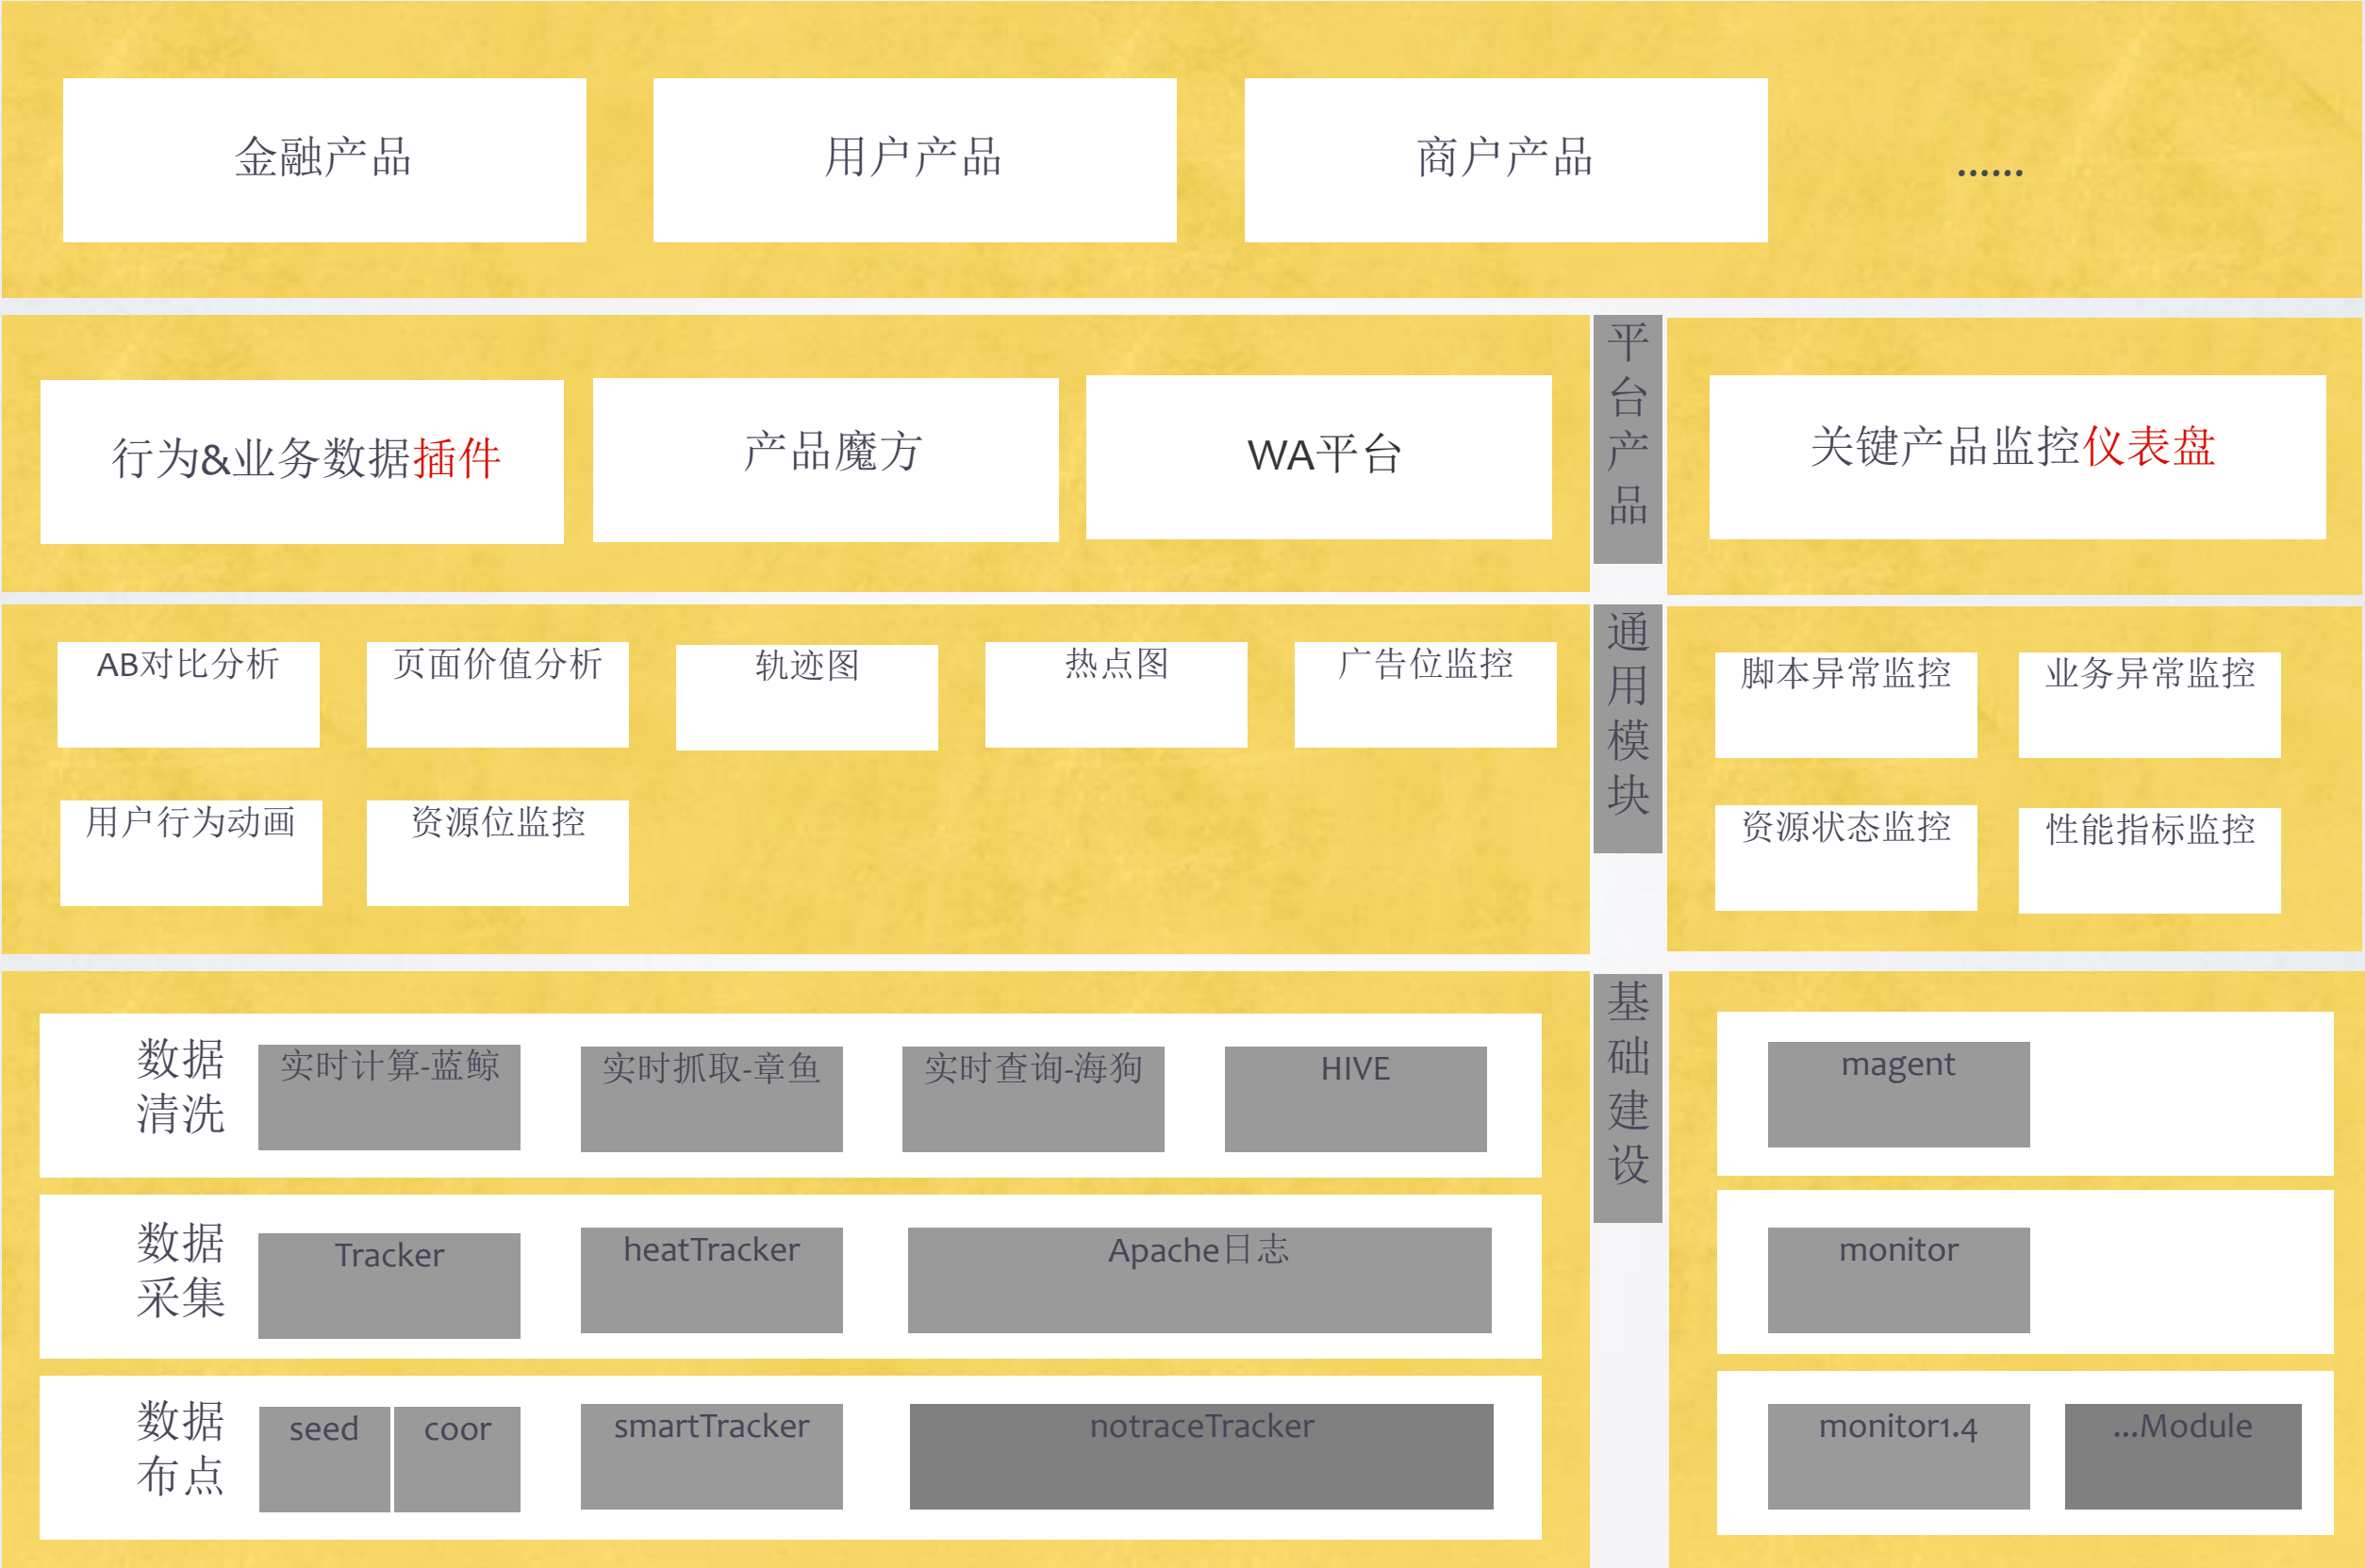 金融产品
用户产品
商户产品
......
行为&业务数据插件
产品魔方
WA平台
平台产品
关键产品监控仪表盘
AB对比分析
页面价值分析
轨迹图
热点图
广告位监控
用户行为动画
资源位监控
通用模块
脚本异常监控
业务异常监控
资源状态监控
性能指标监控
数据
清洗
实时计算-蓝鲸
实时抓取-章鱼
实时查询-海狗
HIVE
数据
采集
Tracker
heatTracker
Apache日志
数据
布点
seed
coor
smartTracker
notraceTracker
基础建设
magent
monitor
monitor1.4
...Module